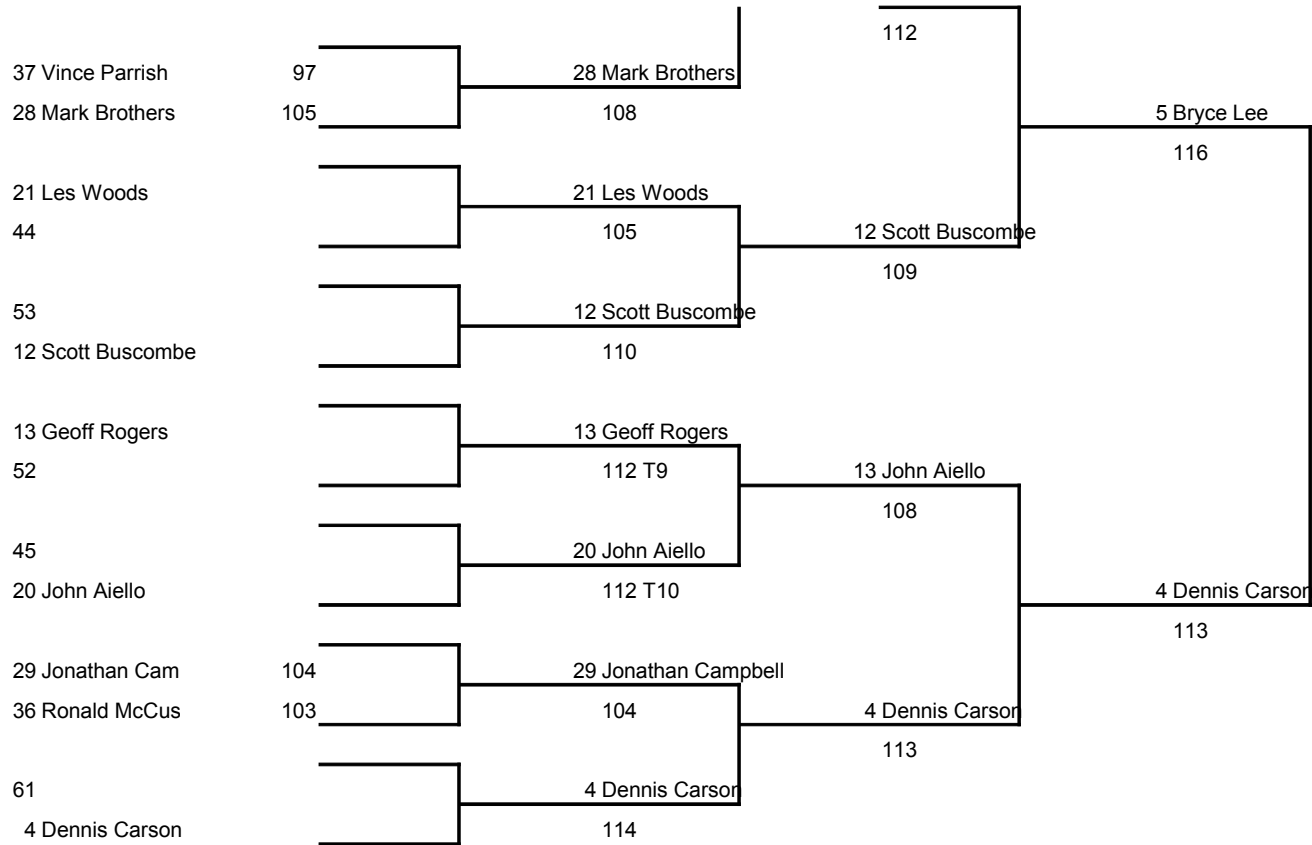 112
37 Vince Parrish 97 28 Mark Brothers
28 Mark Brothers 105 108 5 Bryce Lee
116
21 Les Woods 21 Les Woods
44 105 12 Scott Buscombe
109
53 12 Scott Buscombe
12 Scott Buscombe 110
13 Geoff Rogers 13 Geoff Rogers
52 112 T9 13 John Aiello
108
45 20 John Aiello
20 John Aiello 112 T10 4 Dennis Carson
113
29 Jonathan Cam 104 29 Jonathan Campbell
36 Ronald McCus 103 104 4 Dennis Carson
113
61 4 Dennis Carson
4 Dennis Carson 114